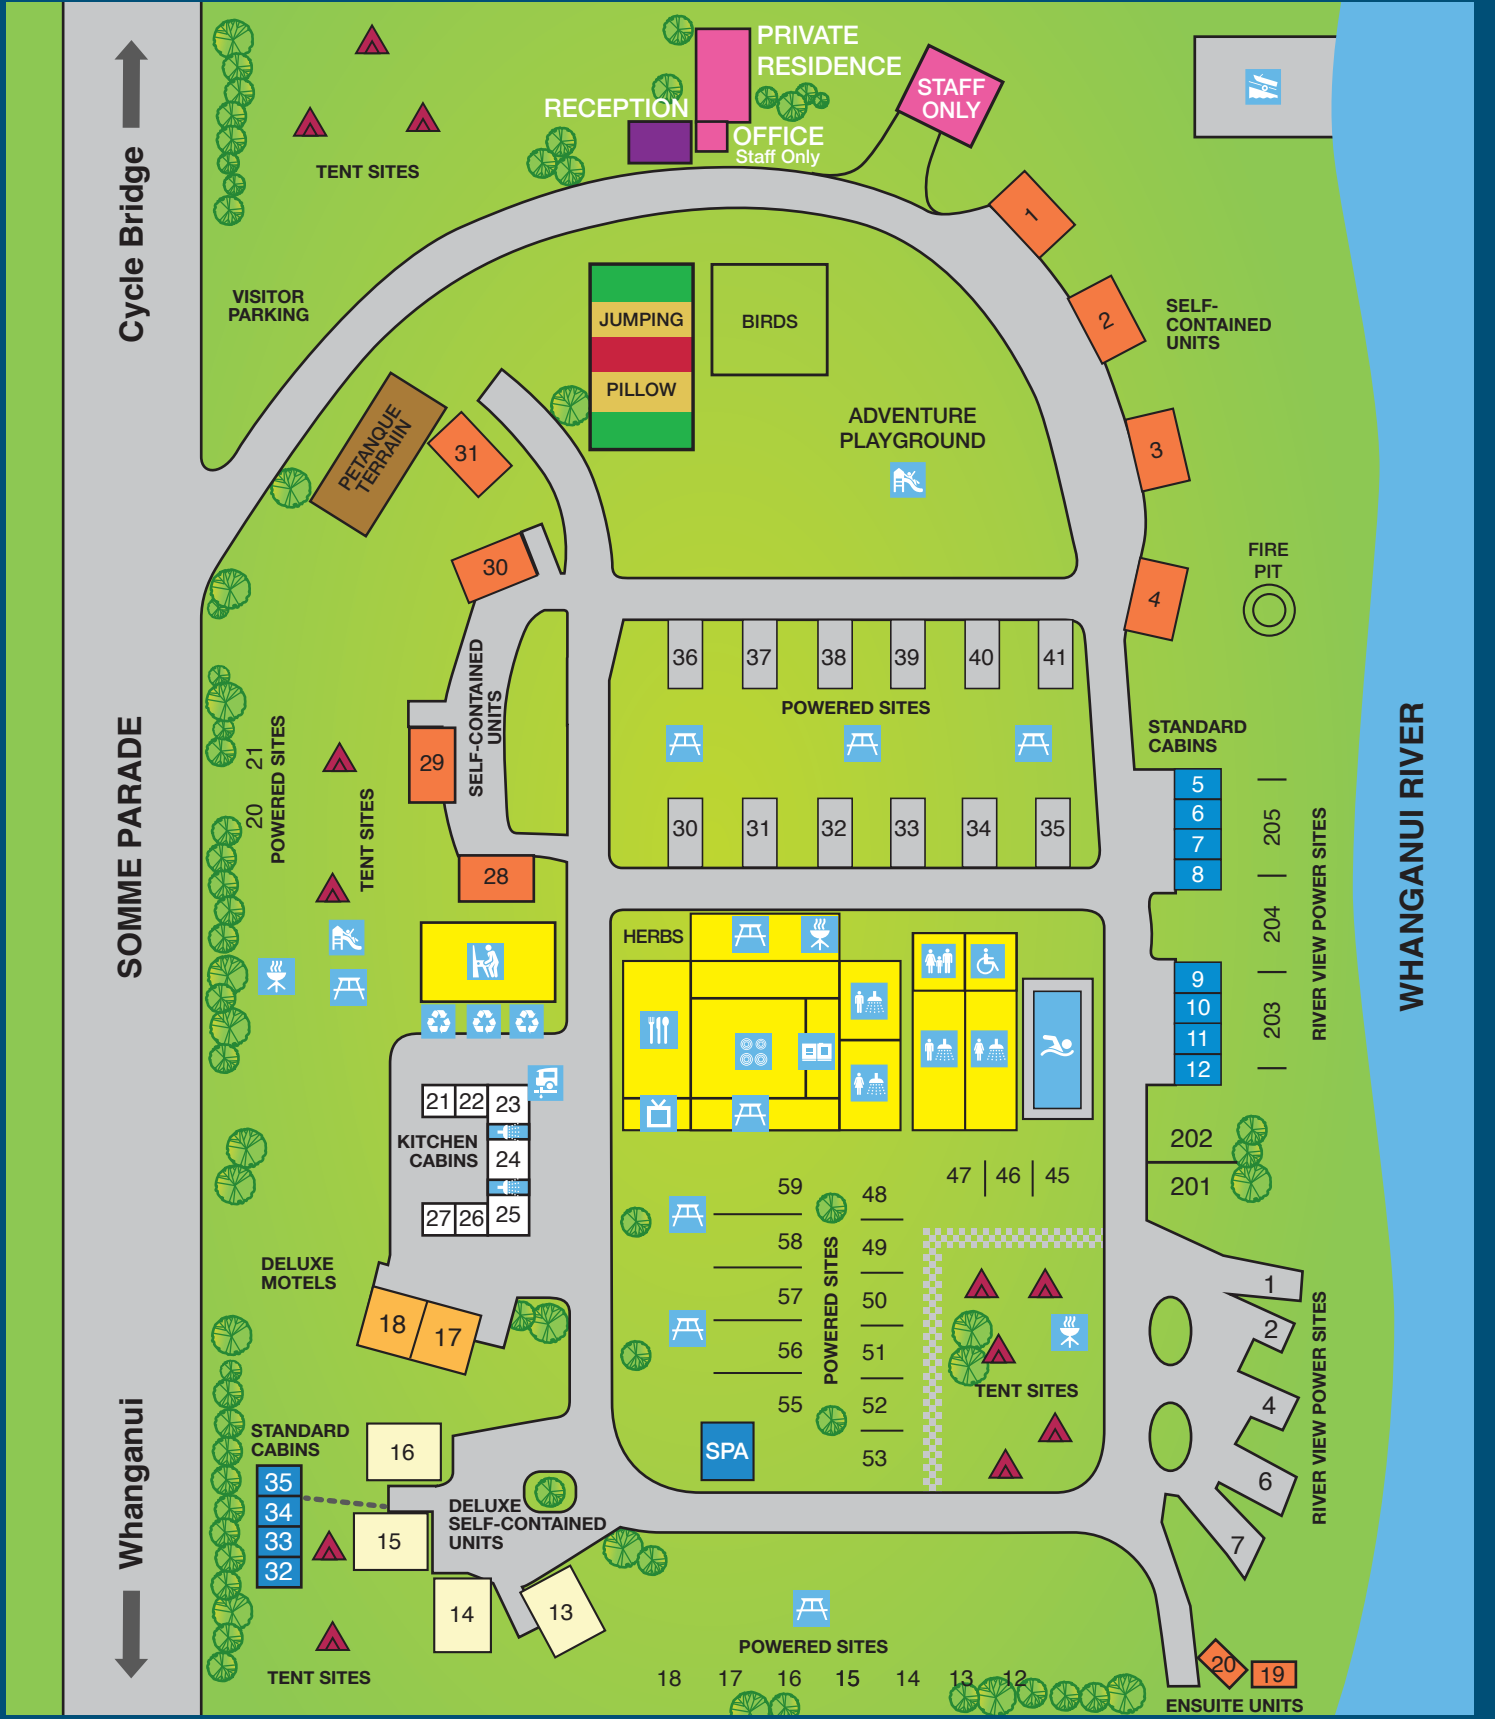 PRIVATE
RESIDENCE
RECEPTION
OFFICE
Staff Only
STAFF
ONLY
TENT SITES
Cycle Bridge
VISITOR
PARKING
1
2
SELF-
CONTAINED
UNITS
3
4
JUMPING
PILLOW
BIRDS
ADVENTURE
PLAYGROUND
PETANQUE
TERRAIN
31
30
FIRE
PIT
SELF-CONTAINED
UNITS
29
28
36
37
38
39
40
41
POWERED SITES
30
31
32
33
34
35
SOMME PARADE
20
21
POWERED SITES
TENT SITES
STANDARD
CABINS
5
6
7
8
9
10
11
12
205
204
203
RIVER VIEW POWER SITES
WHANGANUI RIVER
HERBS
21
22
23
KITCHEN
CABINS
24
27
26
25
202
201
47
46
45
59
58
57
56
55
POWERED SITES
48
49
50
51
52
53
TENT SITES
SPA
DELUXE
MOTELS
18
17
1
2
4
6
7
RIVER VIEW POWER SITES
Whanganui
STANDARD
CABINS
35
34
33
32
16
15
DELUXE
SELF-CONTAINED
UNITS
14
13
TENT SITES
POWERED SITES
18
17
16
15
14
13
12
20
19
ENSUITE UNITS